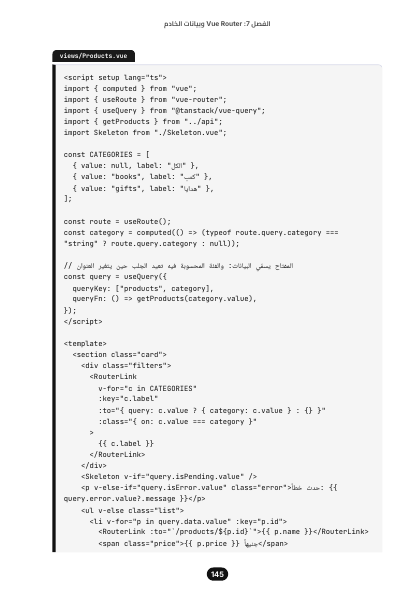 الفصل 7: Vue Router وبيانات الخادم
views/Products.vue
<script setup lang="ts">
import { computed } from "vue";
import { useRoute } from "vue-router";
import { useQuery } from "@tanstack/vue-query";
import { getProducts } from "../api";
import Skeleton from "./Skeleton.vue";
const CATEGORIES = [
{ value: null, label: "الكل" },
{ value: "books", label: "كتب" },
{ value: "gifts", label: "هدايا" },
];
const route = useRoute();
const category = computed(() => (typeof route.query.category ===
"string" ? route.query.category : null));
// المفتاح يسمّي البيانات: والفئة المحسوبة فيه تعيد الجلب حين يتغير العنوان
const query = useQuery({
queryKey: ["products", category],
queryFn: () => getProducts(category.value),
});
</script>
<template>
<section class="card">
<div class="filters">
<RouterLink
v-for="c in CATEGORIES"
:key="c.label"
:to="{ query: c.value ? { category: c.value } : {} }"
:class="{ on: c.value === category }"
>
{{ c.label }}
</RouterLink>
</div>
<Skeleton v-if="query.isPending.value" />
<p v-else-if="query.isError.value" class="error">حدث خطأ: {{
query.error.value?.message }}</p>
<ul v-else class="list">
<li v-for="p in query.data.value" :key="p.id">
<RouterLink :to="`/products/${p.id}`">{{ p.name }}</RouterLink>
<span class="price">{{ p.price }} جنيهاً</span>
145